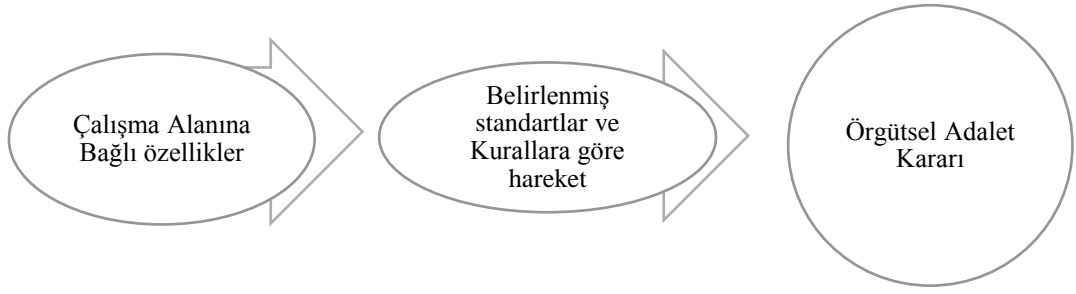 Çalışma Alanına
Bağlı özellikler
Belirlenmiş
standartlar ve
Kurallara göre
hareket
Örgütsel Adalet
Kararı